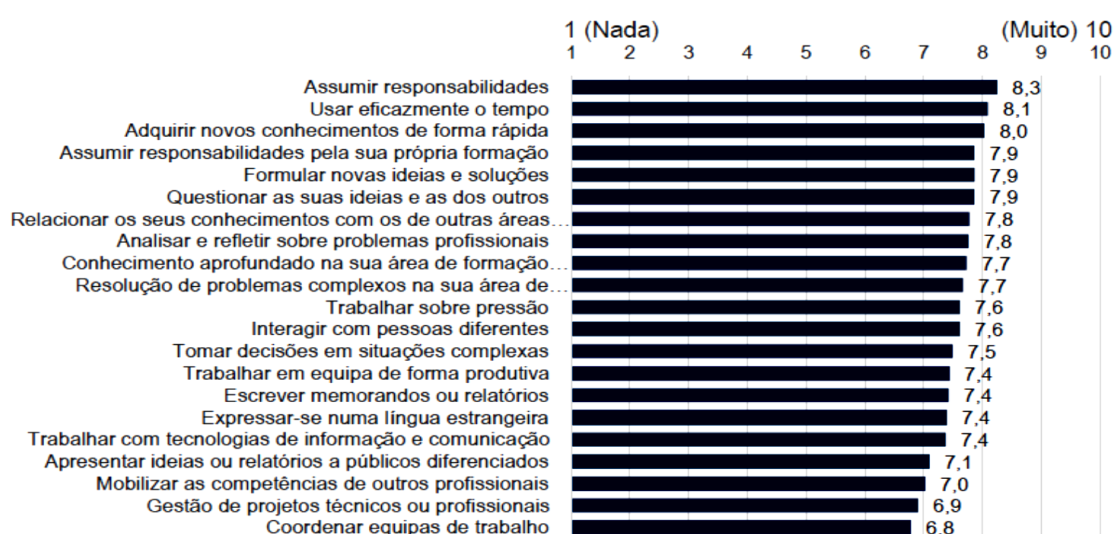 1 (Nada) (Muito) 10
1 2 3 4 5 6 7 8 9 10
Assumir responsabilidades 8,3
Usar eficazmente o tempo 8,1
Adquirir novos conhecimentos de forma rápida 8,0
Assumir responsabilidades pela sua própria formação 7,9
Formular novas ideias e soluções 7,9
Questionar as suas ideias e as dos outros 7,9
Relacionar os seus conhecimentos com os de outras áreas… 7,8
Analisar e refletir sobre problemas profissionais 7,8
Conhecimento aprofundado na sua área de formação… 7,7
Resolução de problemas complexos na sua área de… 7,7
Trabalhar sobre pressão 7,6
Interagir com pessoas diferentes 7,6
Tomar decisões em situações complexas 7,5
Trabalhar em equipa de forma produtiva 7,4
Escrever memorandos ou relatórios 7,4
Expressar-se numa língua estrangeira 7,4
Trabalhar com tecnologias de informação e comunicação 7,4
Apresentar ideias ou relatórios a públicos diferenciados 7,1
Mobilizar as competências de outros profissionais 7,0
Gestão de projetos técnicos ou profissionais 6,9
Coordenar equipas de trabalho 6,8